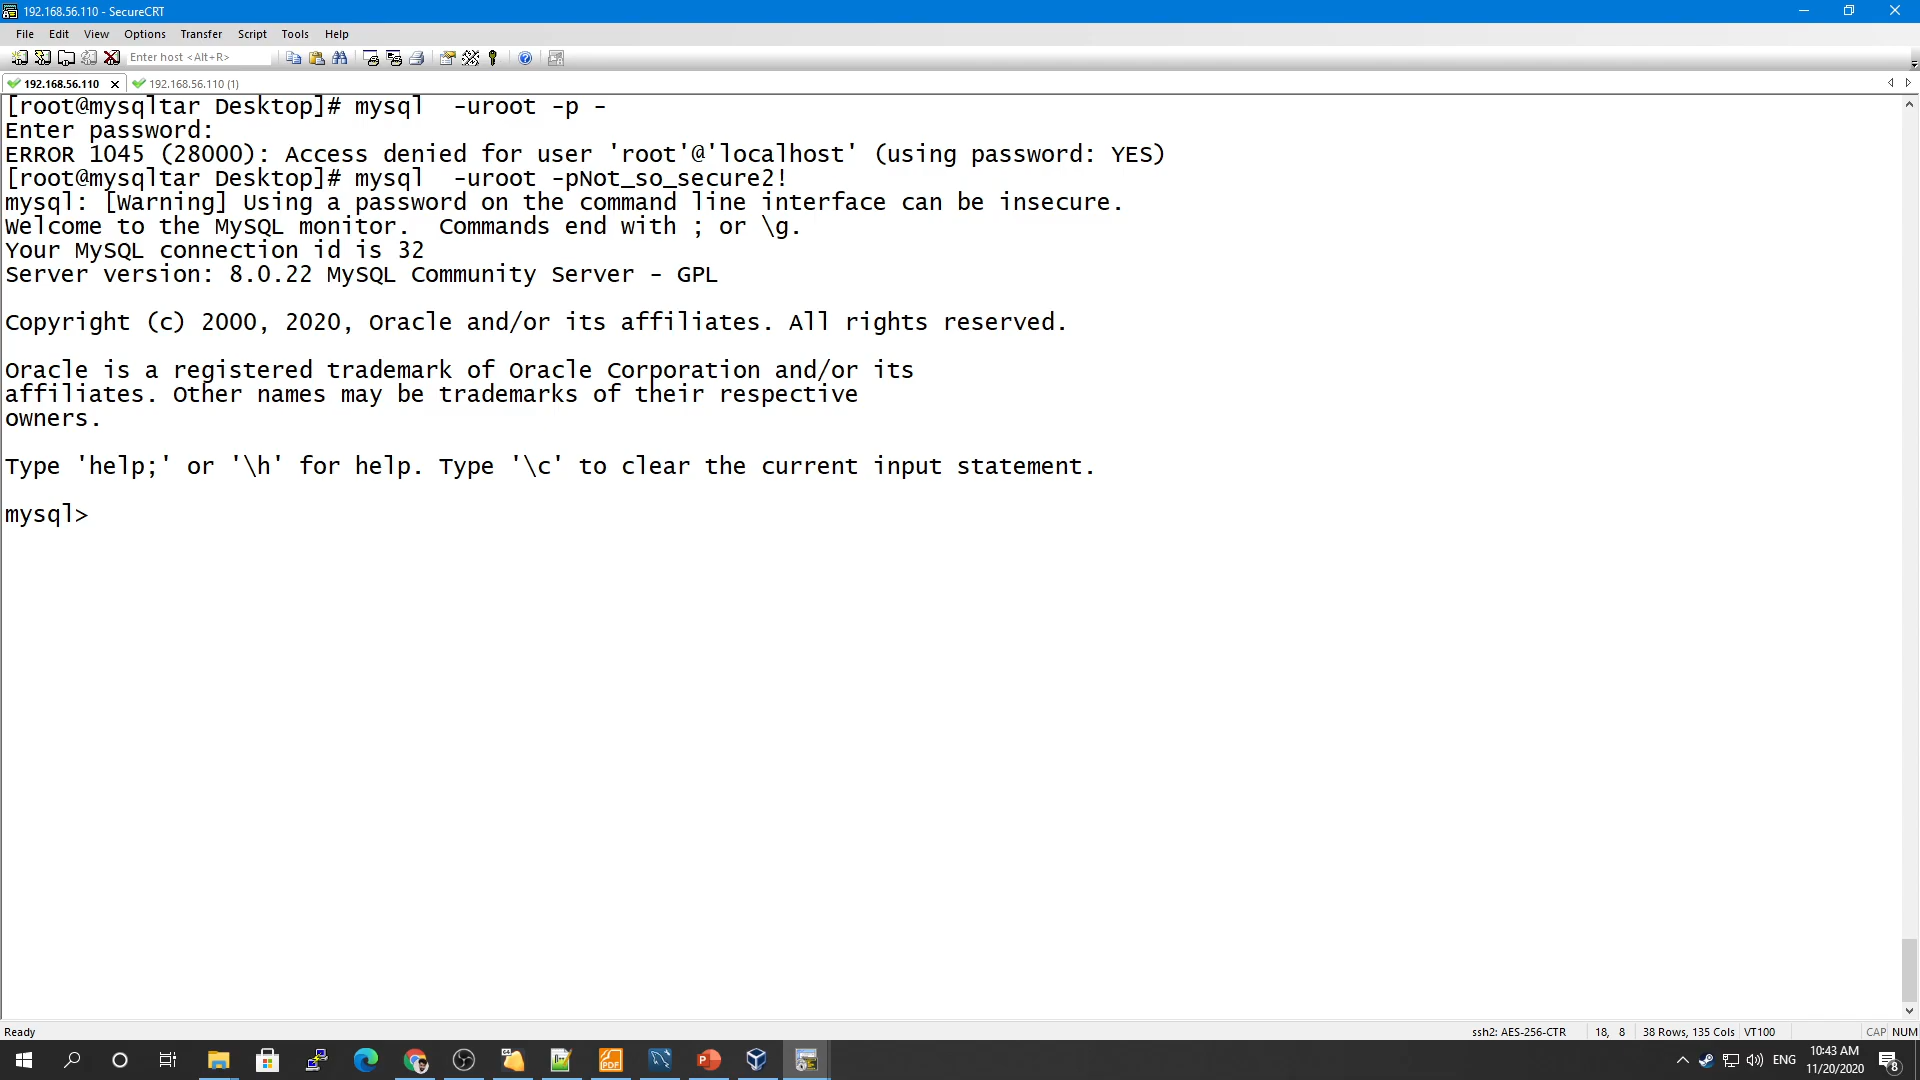 192.168.56.110 - SecureCRT
File Edit View Options Transfer Script Tools Help
Enter host <Alt+R>
192.168.56.110 192.168.56.110 (1)
[root@mysqltar Desktop]# mysql  -uroot -p -
Enter password:
ERROR 1045 (28000): Access denied for user 'root'@'localhost' (using password: YES)
[root@mysqltar Desktop]# mysql  -uroot -pNot_so_secure2!
mysql: [Warning] Using a password on the command line interface can be insecure.
Welcome to the MySQL monitor.  Commands end with ; or \g.
Your MySQL connection id is 32
Server version: 8.0.22 MySQL Community Server - GPL
Copyright (c) 2000, 2020, Oracle and/or its affiliates. All rights reserved.
Oracle is a registered trademark of Oracle Corporation and/or its
affiliates. Other names may be trademarks of their respective
owners.
Type 'help;' or '\h' for help. Type '\c' to clear the current input statement.
mysql>
Ready ssh2: AES-256-CTR 18, 8 38 Rows, 135 Cols VT100 CAP NUM
ENG 10:43 AM
11/20/2020 8